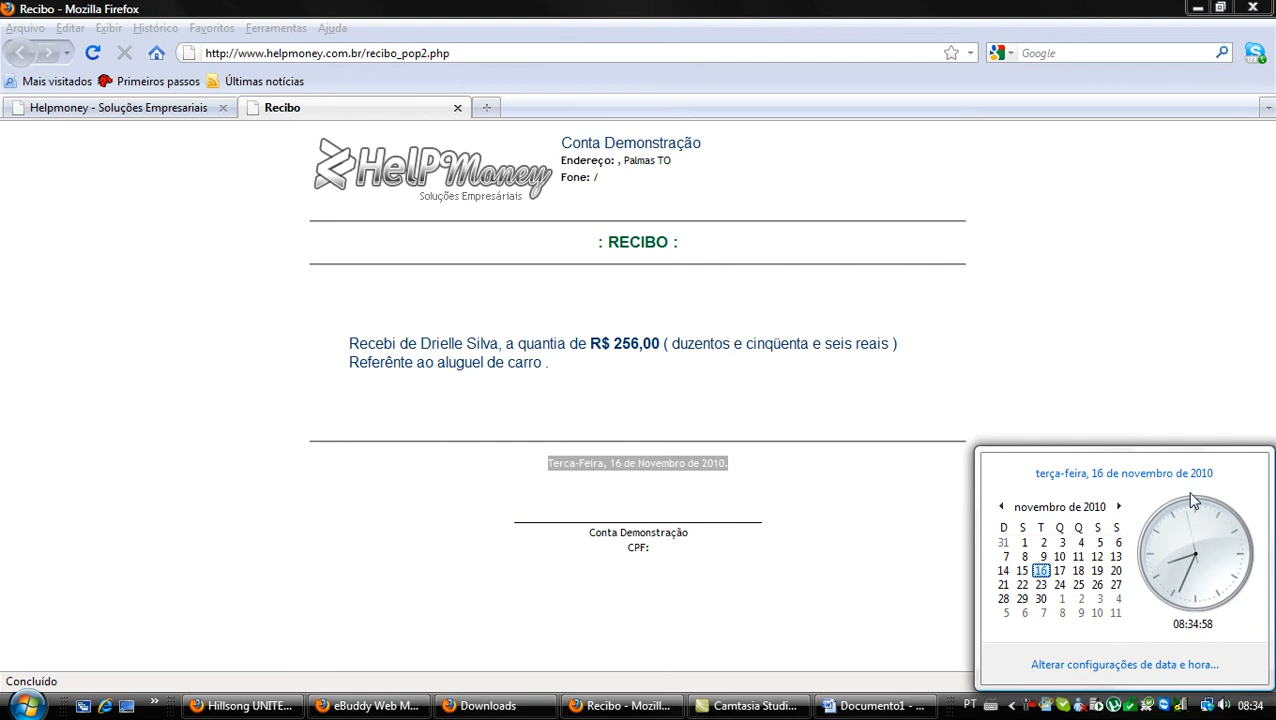 Recibo - Mozilla Firefox
Arquivo Editar Exibir Histórico Favoritos Ferramentas Ajuda
http://www.helpmoney.com.br/recibo_pop2.php
Google
Mais visitados Primeiros passos Últimas notícias
Helpmoney - Soluções Empresariais
Recibo
HelpMoney
Soluções Empresáriais
Conta Demonstração
Endereço: , Palmas TO
Fone: /
: RECIBO :
Recebi de Drielle Silva, a quantia de R$ 256,00 ( duzentos e cinqüenta e seis reais )
Referênte ao aluguel de carro .
Terca-Feira, 16 de Novembro de 2010.
Conta Demonstração
CPF:
terça-feira, 16 de novembro de 2010
novembro de 2010
D S T Q Q S S
31 1 2 3 4 5 6
7 8 9 10 11 12 13
14 15 16 17 18 19 20
21 22 23 24 25 26 27
28 29 30 1 2 3 4
5 6 7 8 9 10 11
08:34:58
Alterar configurações de data e hora...
Concluído
Hillsong UNITE... eBuddy Web M... Downloads Recibo - Mozill... Camtasia Studi... Documento1 - ... PT 08:34